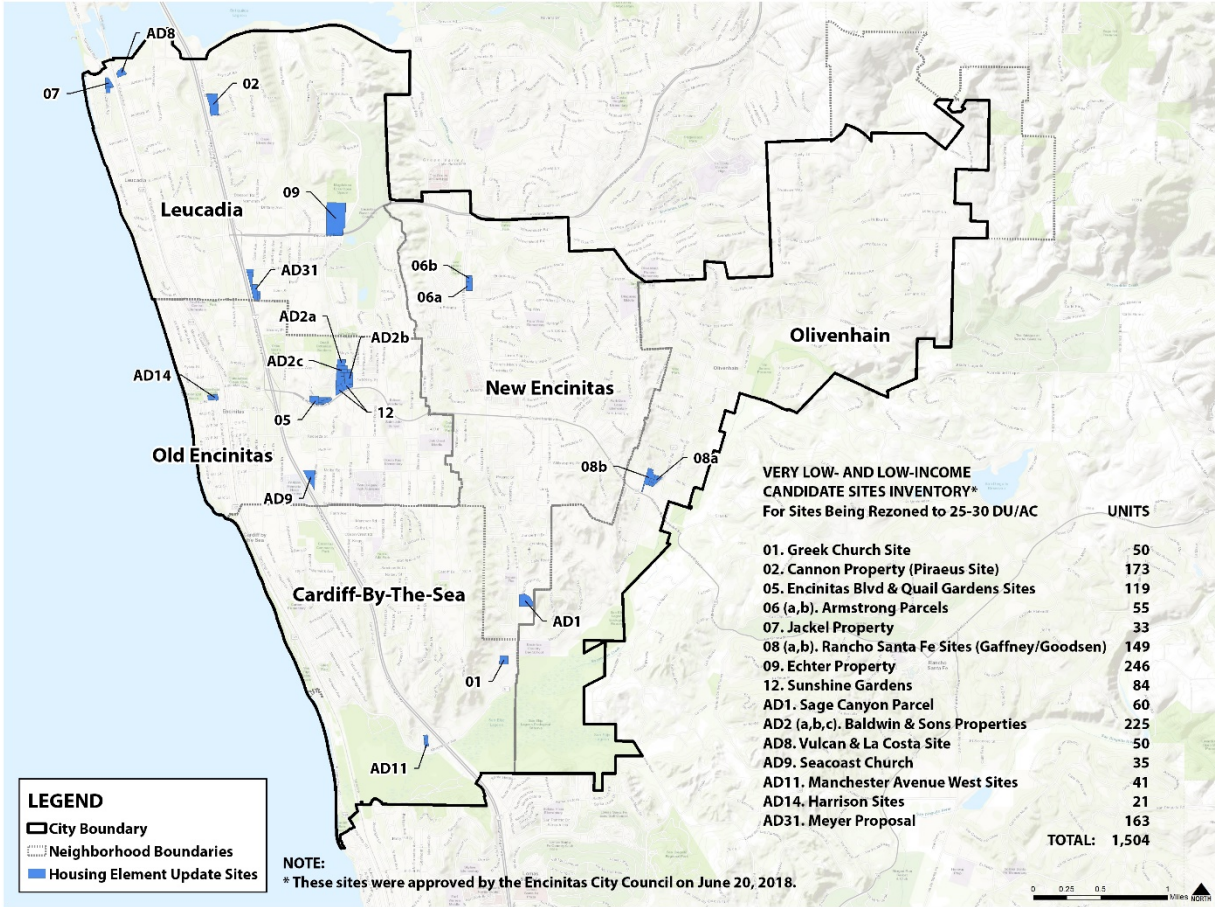 AD8
07
02
09
Leucadia
06b
06a
AD31
AD2a
AD2b
AD2c
Olivenhain
AD14
New Encinitas
05
12
Old Encinitas
08b
08a
AD9
VERY LOW- AND LOW-INCOME
CANDIDATE SITES INVENTORY*
For Sites Being Rezoned to 25-30 DU/AC UNITS
01. Greek Church Site 50
02. Cannon Property (Piraeus Site) 173
05. Encinitas Blvd & Quail Gardens Sites 119
06 (a,b). Armstrong Parcels 55
07. Jackel Property 33
08 (a,b). Rancho Santa Fe Sites (Gaffney/Goodsen) 149
09. Echter Property 246
12. Sunshine Gardens 84
AD1. Sage Canyon Parcel 60
AD2 (a,b,c). Baldwin & Sons Properties 225
AD8. Vulcan & La Costa Site 50
AD9. Seacoast Church 35
AD11. Manchester Avenue West Sites 41
AD14. Harrison Sites 21
AD31. Meyer Proposal 163
TOTAL: 1,504
Cardiff-By-The-Sea
AD1
01
AD11
LEGEND
City Boundary
Neighborhood Boundaries
Housing Element Update Sites
NOTE:
* These sites were approved by the Encinitas City Council on June 20, 2018.
0 0.25 0.5 1
Miles
NORTH